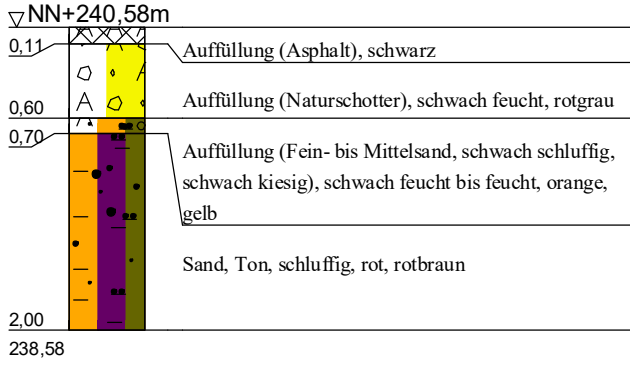 NN+240,58m
0,11
Auffüllung (Asphalt), schwarz
A
A
0,60
Auffüllung (Naturschotter), schwach feucht, rotgrau
0,70
Auffüllung (Fein- bis Mittelsand, schwach schluffig,
schwach kiesig), schwach feucht bis feucht, orange,
gelb
Sand, Ton, schluffig, rot, rotbraun
2,00
238,58